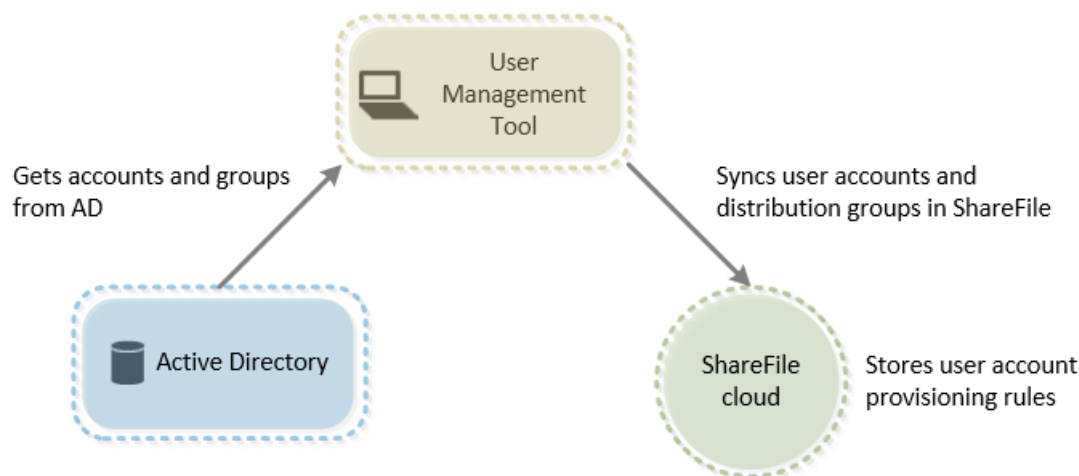 User
Management
Tool
Gets accounts and groups
from AD
Syncs user accounts and
distribution groups in ShareFile
Active Directory
ShareFile
cloud
Stores user account
provisioning rules